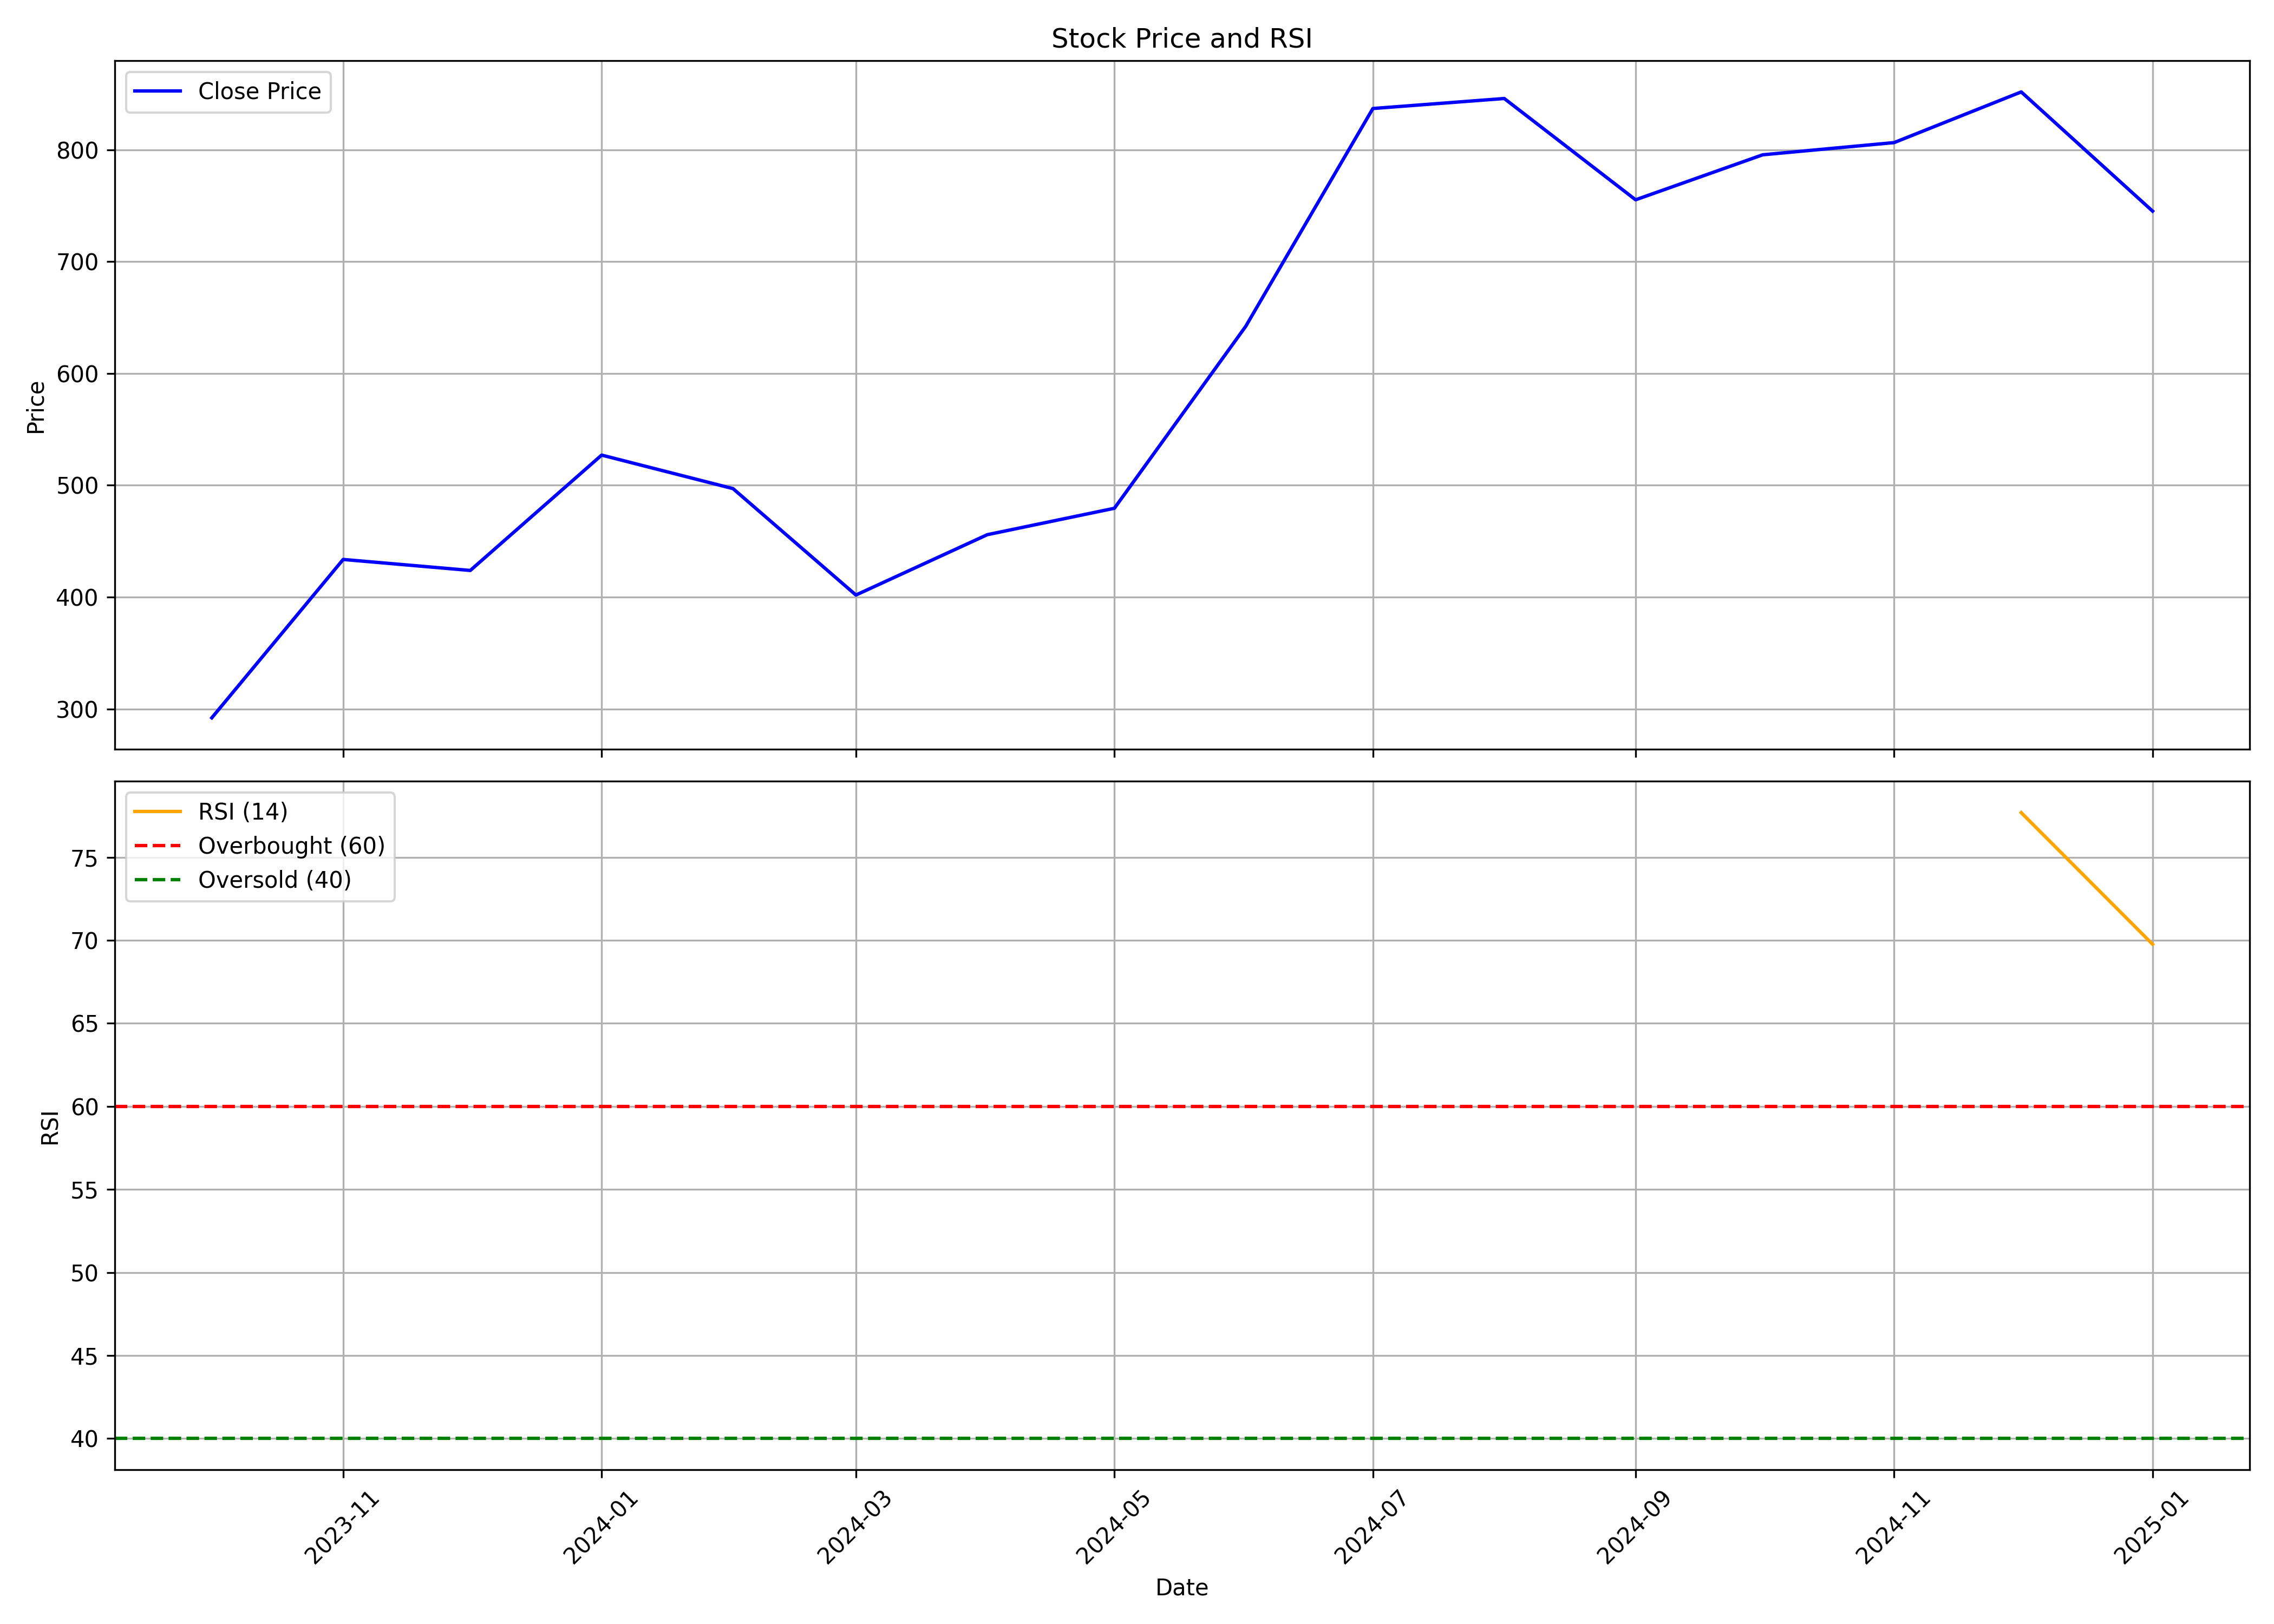 Stock Price and RSI
Close Price
800
700
600
500
400
300
Price
RSI (14)
Overbought (60)
Oversold (40)
75
70
65
60
55
50
45
40
RSI
2023-11
2024-01
2024-03
2024-05
2024-07
2024-09
2024-11
2025-01
Date